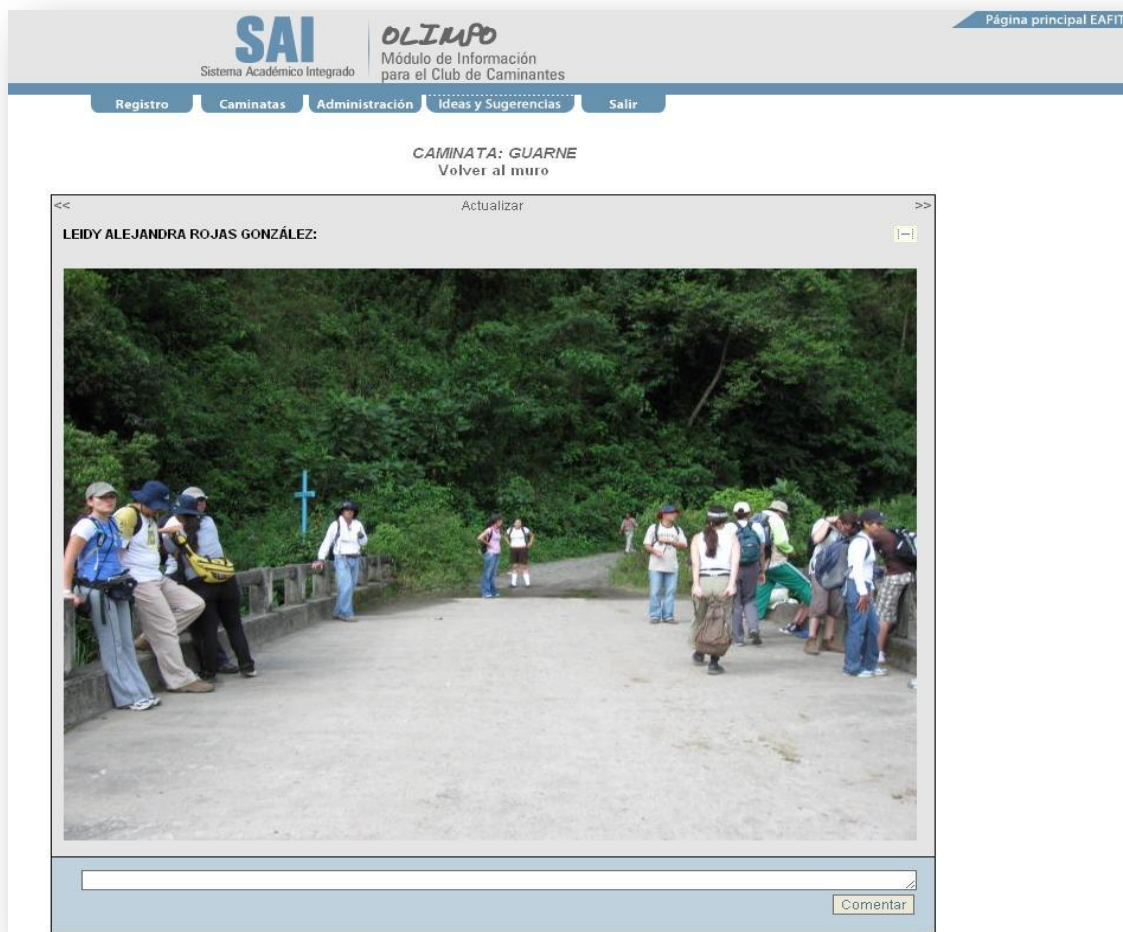 Página principal EAFIT
SAI
Sistema Académico Integrado
OLIMPO
Módulo de Información
para el Club de Caminantes
Registro
Caminatas
Administración
Ideas y Sugerencias
Salir
CAMINATA: GUARNE
Volver al muro
<< Actualizar >>
LEIDY ALEJANDRA ROJAS GONZÁLEZ:
Comentar